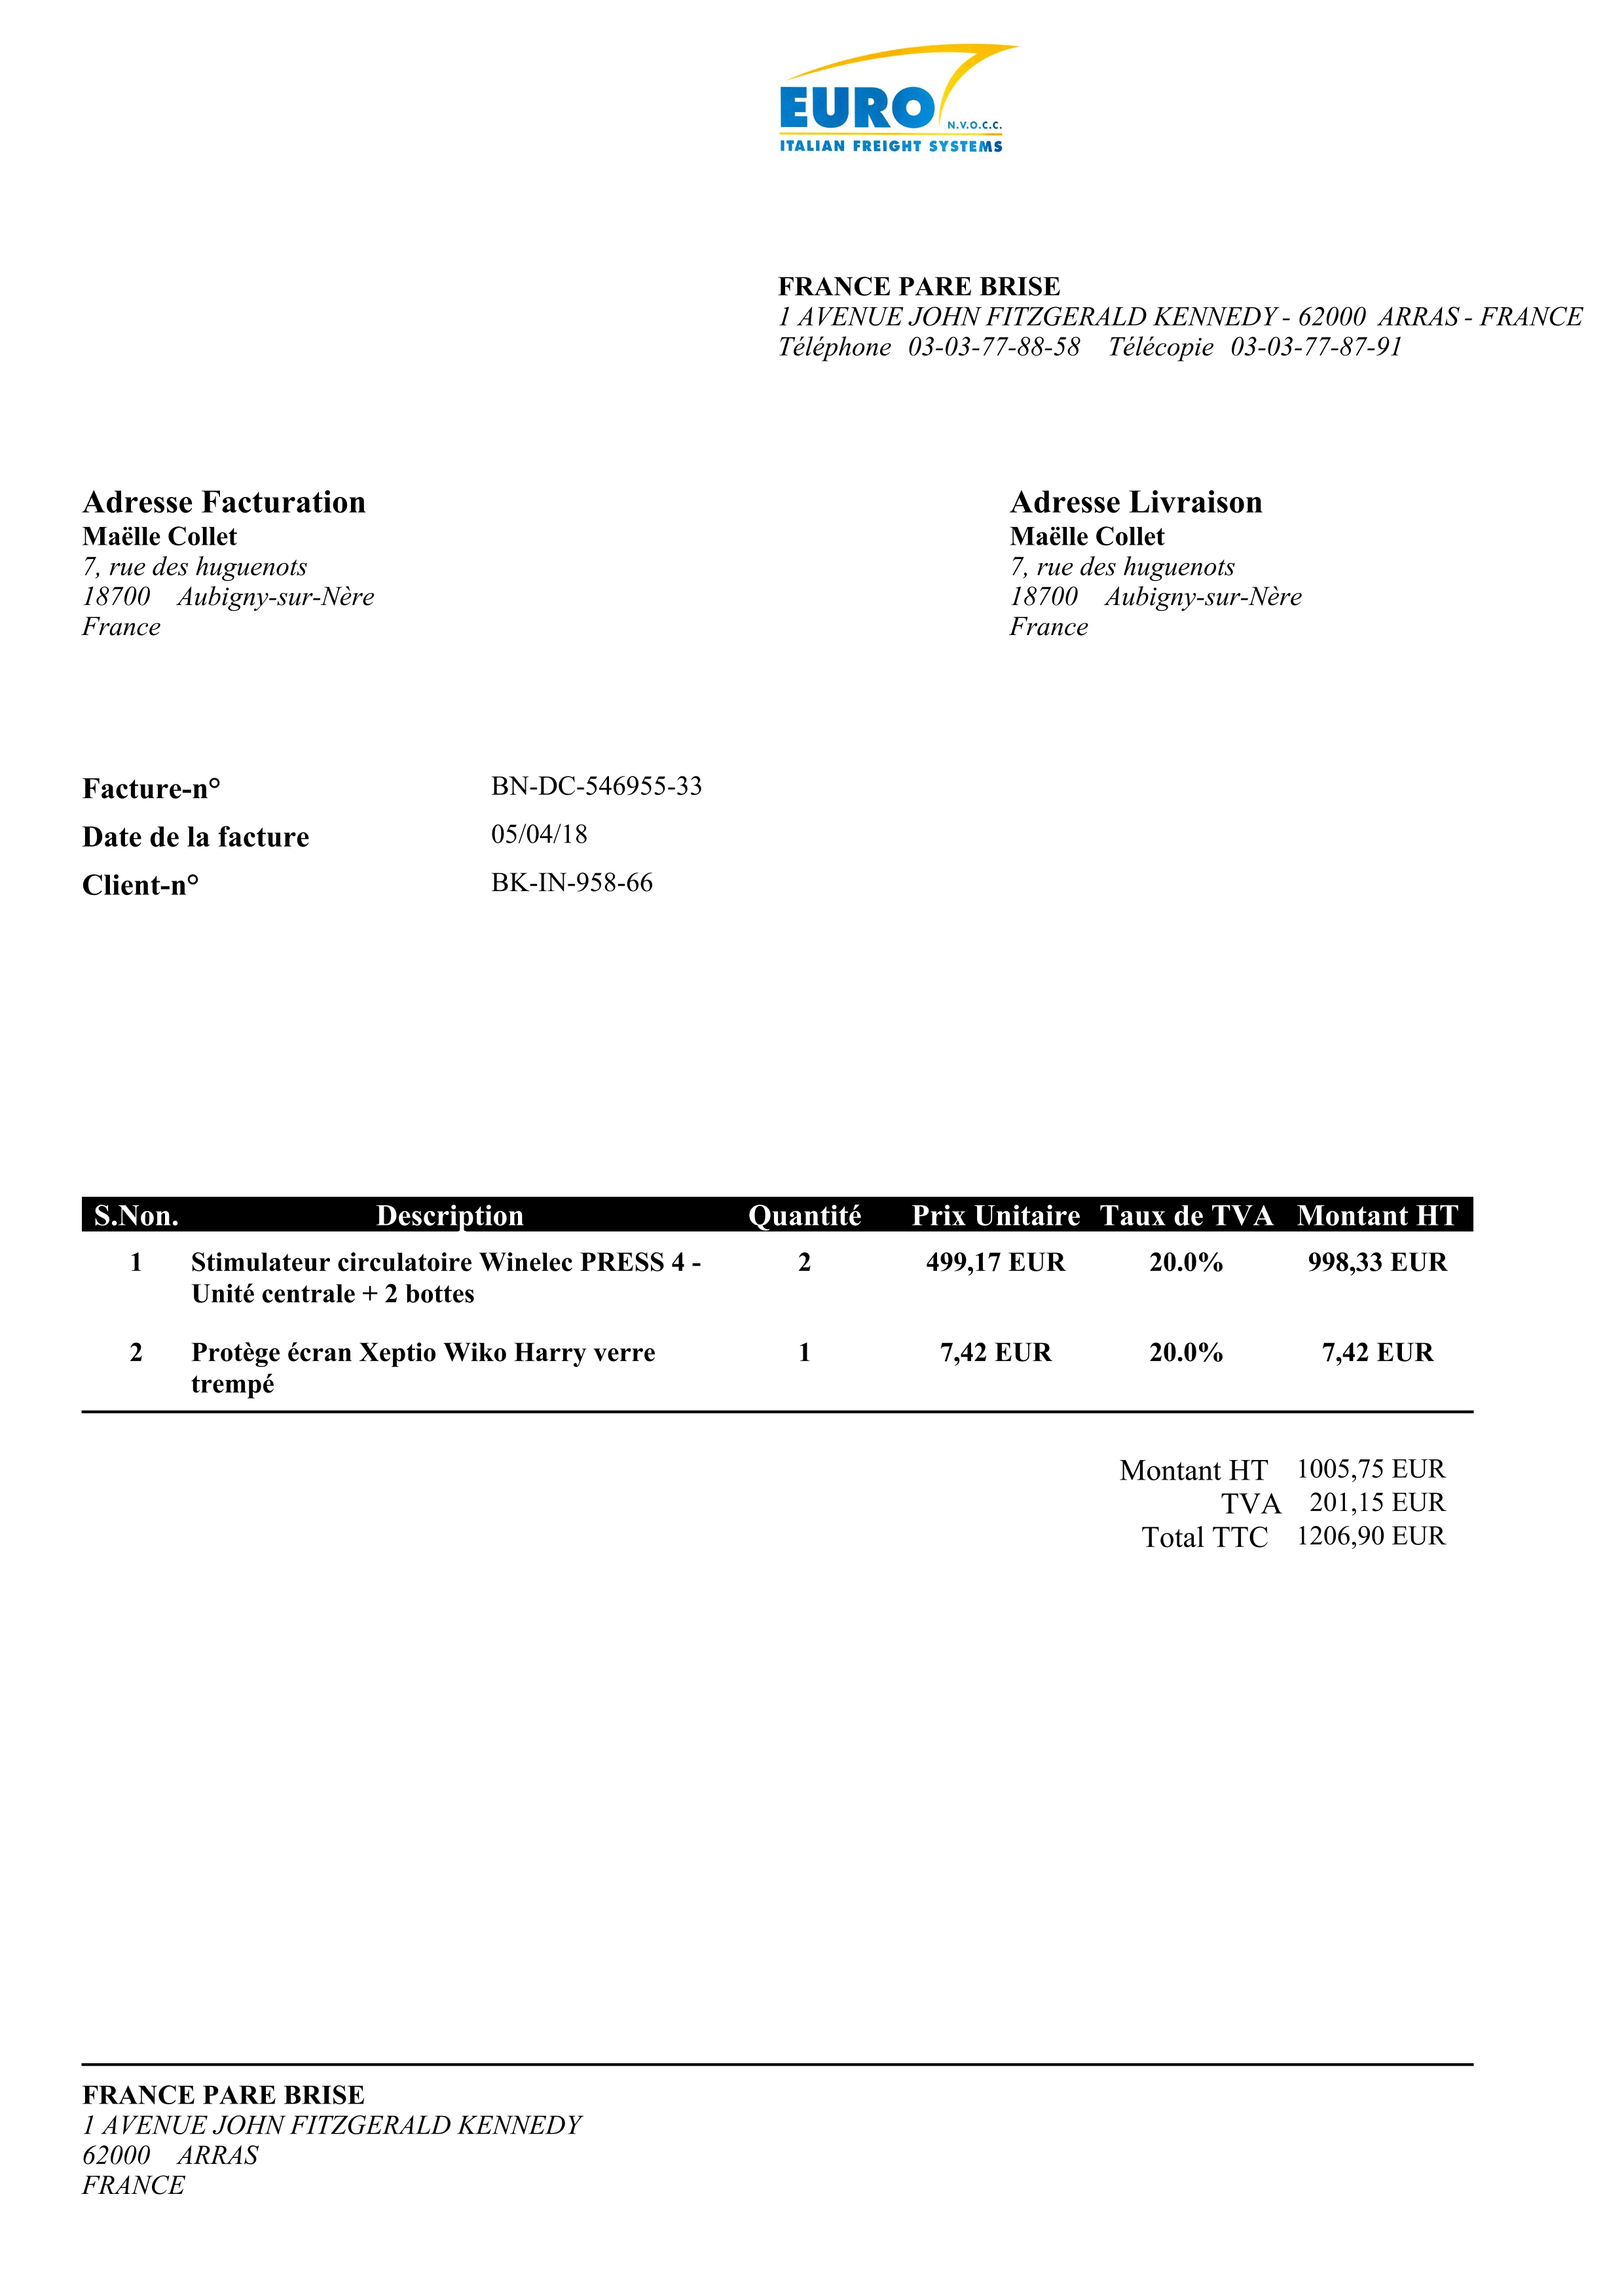 EURO N.V.O.C.C.
ITALIAN FREIGHT SYSTEMS
FRANCE PARE BRISE
1 AVENUE JOHN FITZGERALD KENNEDY - 62000 ARRAS - FRANCE
Téléphone 03-03-77-88-58 Télécopie 03-03-77-87-91
Adresse Facturation
Maëlle Collet
7, rue des huguenots
18700 Aubigny-sur-Nère
France
Adresse Livraison
Maëlle Collet
7, rue des huguenots
18700 Aubigny-sur-Nère
France
Facture-n° BN-DC-546955-33
Date de la facture 05/04/18
Client-n° BK-IN-958-66
S.Non. Description Quantité Prix Unitaire Taux de TVA Montant HT
1 Stimulateur circulatoire Winelec PRESS 4 - 2 499,17 EUR 20.0% 998,33 EUR
Unité centrale + 2 bottes
2 Protège écran Xeptio Wiko Harry verre 1 7,42 EUR 20.0% 7,42 EUR
trempé
Montant HT 1005,75 EUR
TVA 201,15 EUR
Total TTC 1206,90 EUR
FRANCE PARE BRISE
1 AVENUE JOHN FITZGERALD KENNEDY
62000 ARRAS
FRANCE